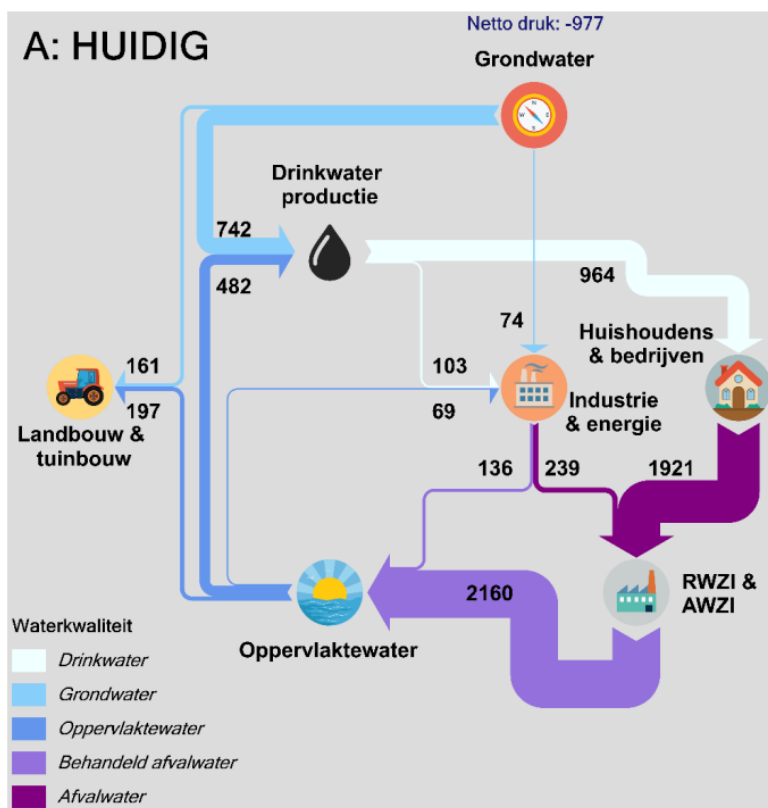 Netto druk: -977
A: HUIDIG
Grondwater
N
W E
S
Drinkwater
productie
742
482
964
74
Huishoudens
& bedrijven
161
197
103
69
Landbouw &
tuinbouw
Industrie
& energie
136
239
1921
2160
RWZI &
AWZI
Oppervlaktewater
Waterkwaliteit
Drinkwater
Grondwater
Oppervlaktewater
Behandeld afvalwater
Afvalwater